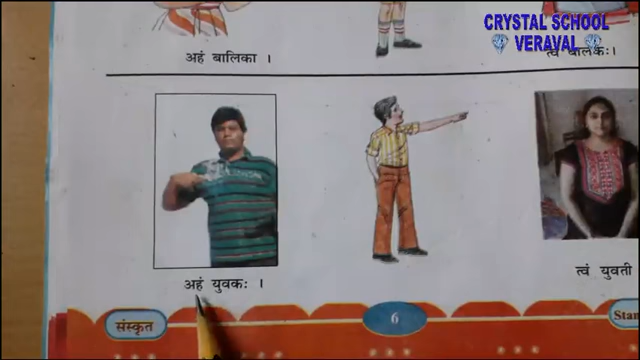 CRYSTAL SCHOOL
VERAVAL
अहं बालिका ।
त्वं बालकः।
अहं युवकः ।
त्वं युवती
संस्कृत
6
Stan